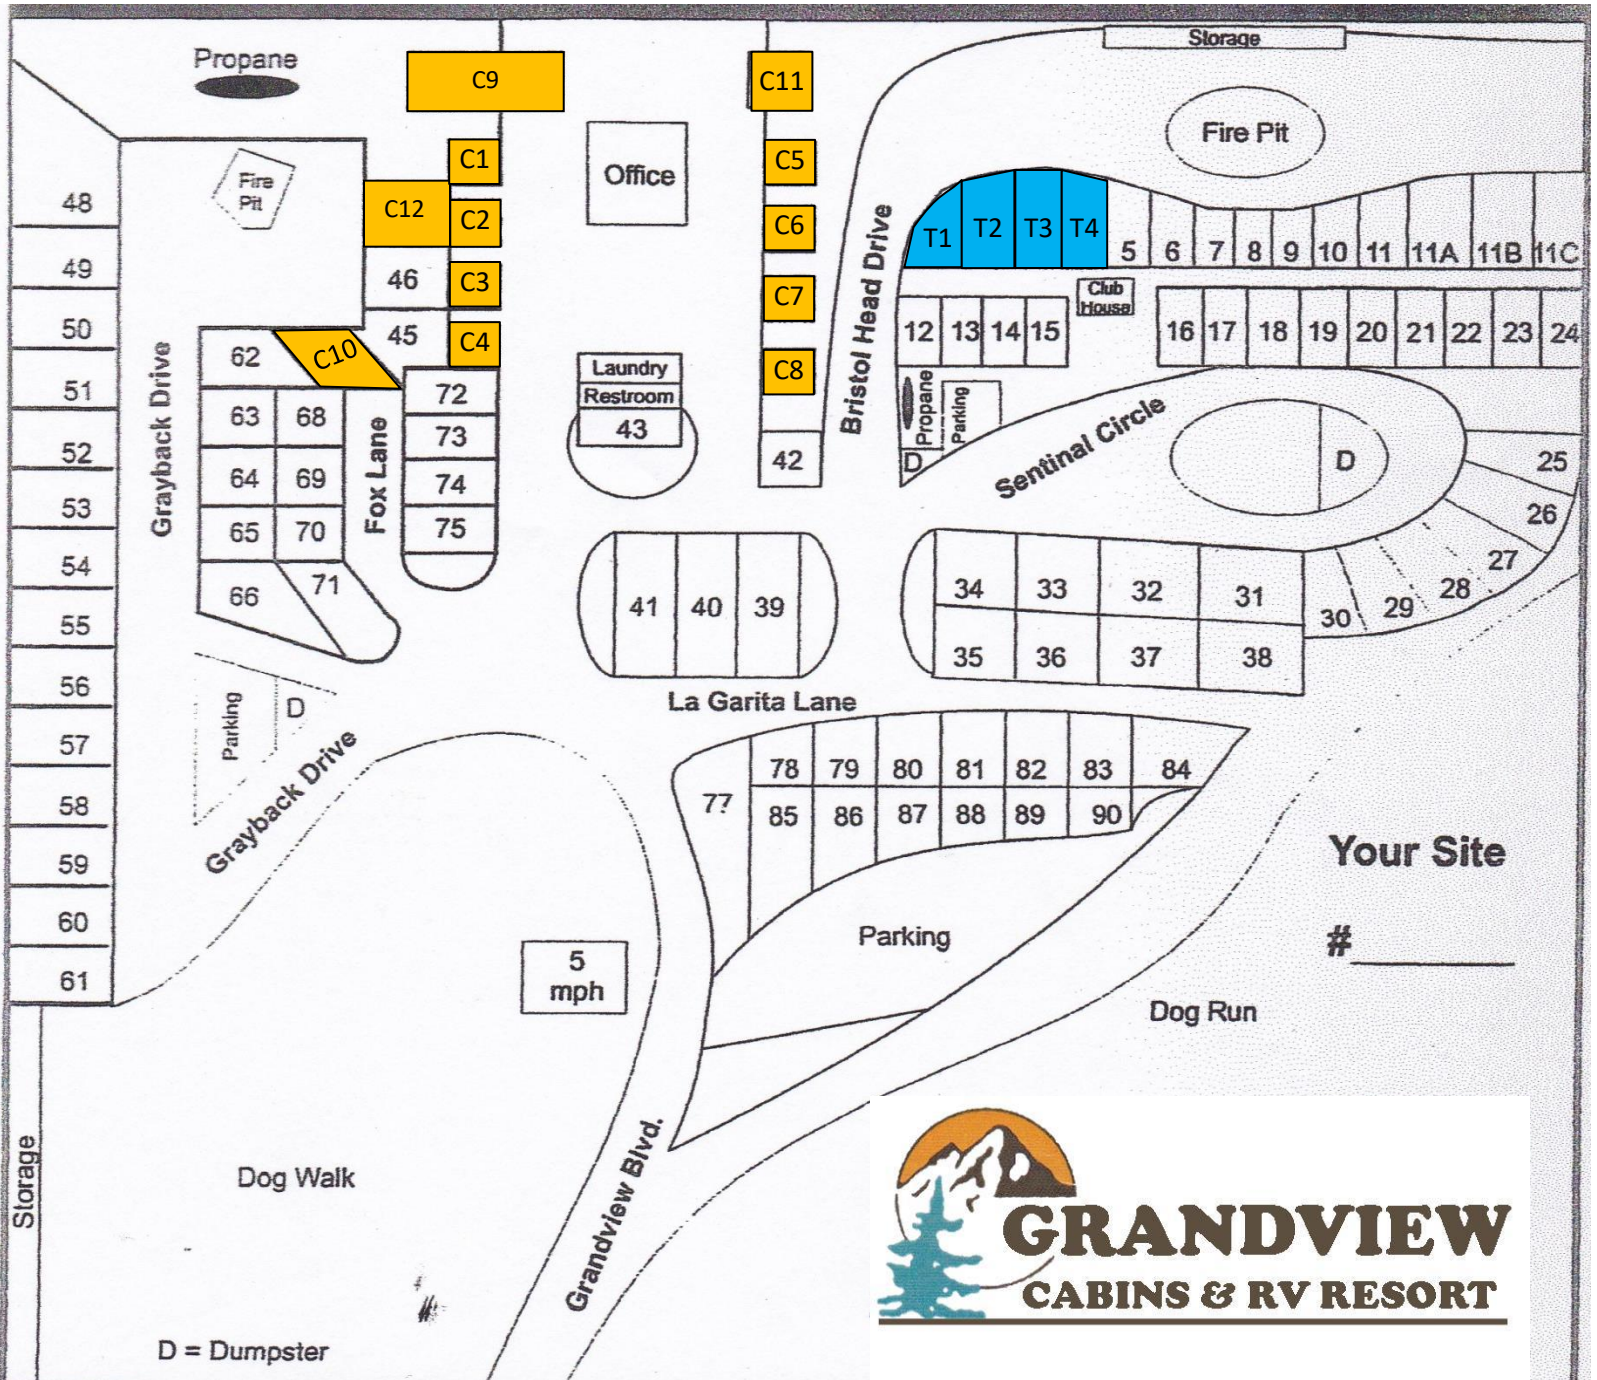 Storage
Propane
C9
C11
Fire Pit
C1
Office
C5
Fire
Pit
48
C12
C2
C6
T1
T2
T3
T4
5
6
7
8
9
10
11
11A
11B
11C
49
46
C3
C7
Bristol Head Drive
Club
House
50
45
C4
62
C10
12
13
14
15
16
17
18
19
20
21
22
23
24
51
Grayback Drive
72
Laundry
Restroom
43
C8
Propane
Parking
D
63
68
Fox Lane
73
52
64
69
74
42
Sentinal Circle
D
25
53
65
70
75
26
54
66
71
27
55
41
40
39
34
33
32
31
30
29
28
35
36
37
38
56
Parking
D
La Garita Lane
57
Grayback Drive
77
78
79
80
81
82
83
84
58
85
86
87
88
89
90
59
Your Site
60
Parking
#
61
5
mph
Dog Run
Storage
Dog Walk
Grandview Blvd.
GRANDVIEW
CABINS & RV RESORT
D = Dumpster